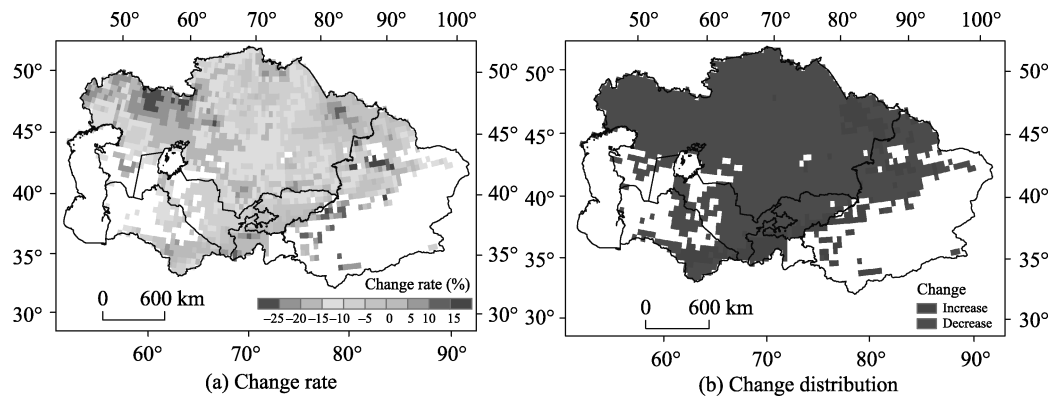 50° 60° 70° 80° 90° 100°
50° 60° 70° 80° 90° 100°
50° 50°
50° 50°
45° 45°
45° 45°
40° 40°
40° 40°
35° 35°
35° 35°
30° 30°
30° 30°
Change rate (%)
0 600 km
−25 −20 −15 −10 −5 0 5 10 15
Change
0 600 km
Increase
Decrease
60° 70° 80° 90°
60° 70° 80° 90°
(a) Change rate
(b) Change distribution